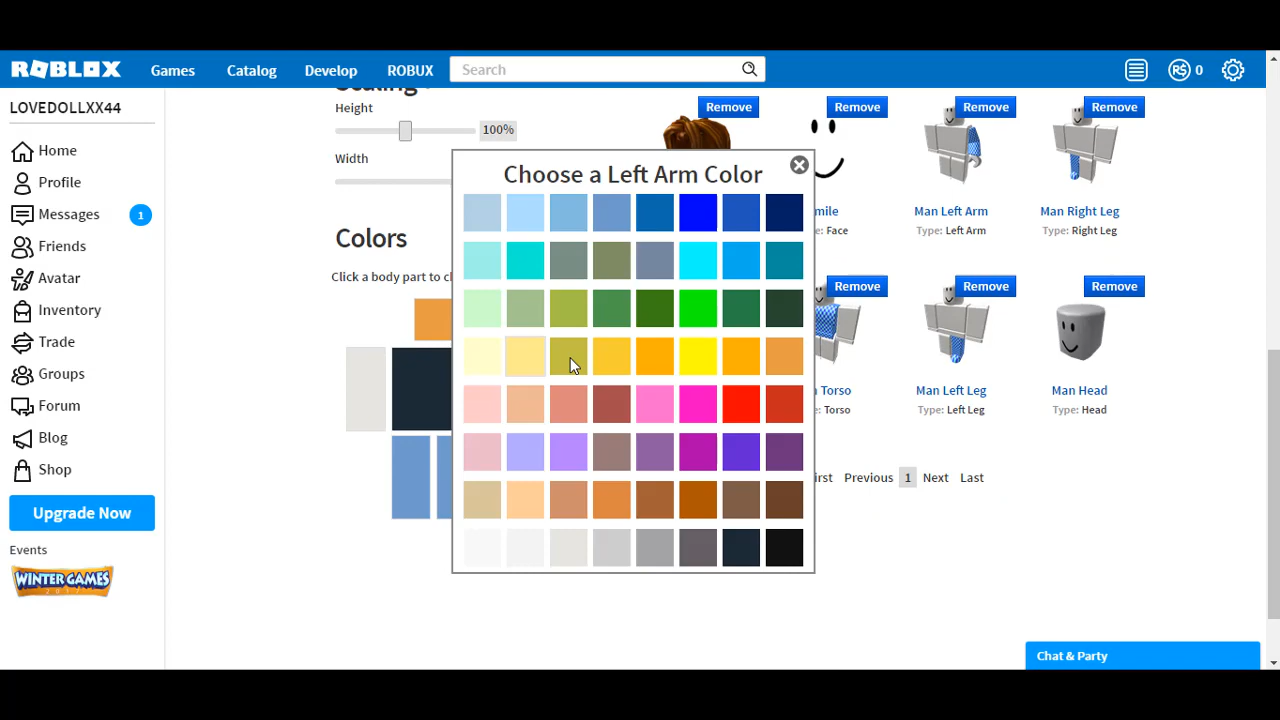 ROBLOX
Games
Catalog
Develop
ROBUX
Search
R$ 0
LOVEDOLLXX44
Home
Profile
Messages
1
Friends
Avatar
Inventory
Trade
Groups
Forum
Blog
Shop
Upgrade Now
Events
WINTER GAMES
Scaling
Height
100%
Width
Colors
Click a body part to c
Choose a Left Arm Color
Remove
Remove
Remove
Remove
mile
Type: Face
Man Left Arm
Type: Left Arm
Man Right Leg
Type: Right Leg
Remove
Remove
Remove
Torso
Type: Torso
Man Left Leg
Type: Left Leg
Man Head
Type: Head
irst
Previous
1
Next
Last
Chat & Party